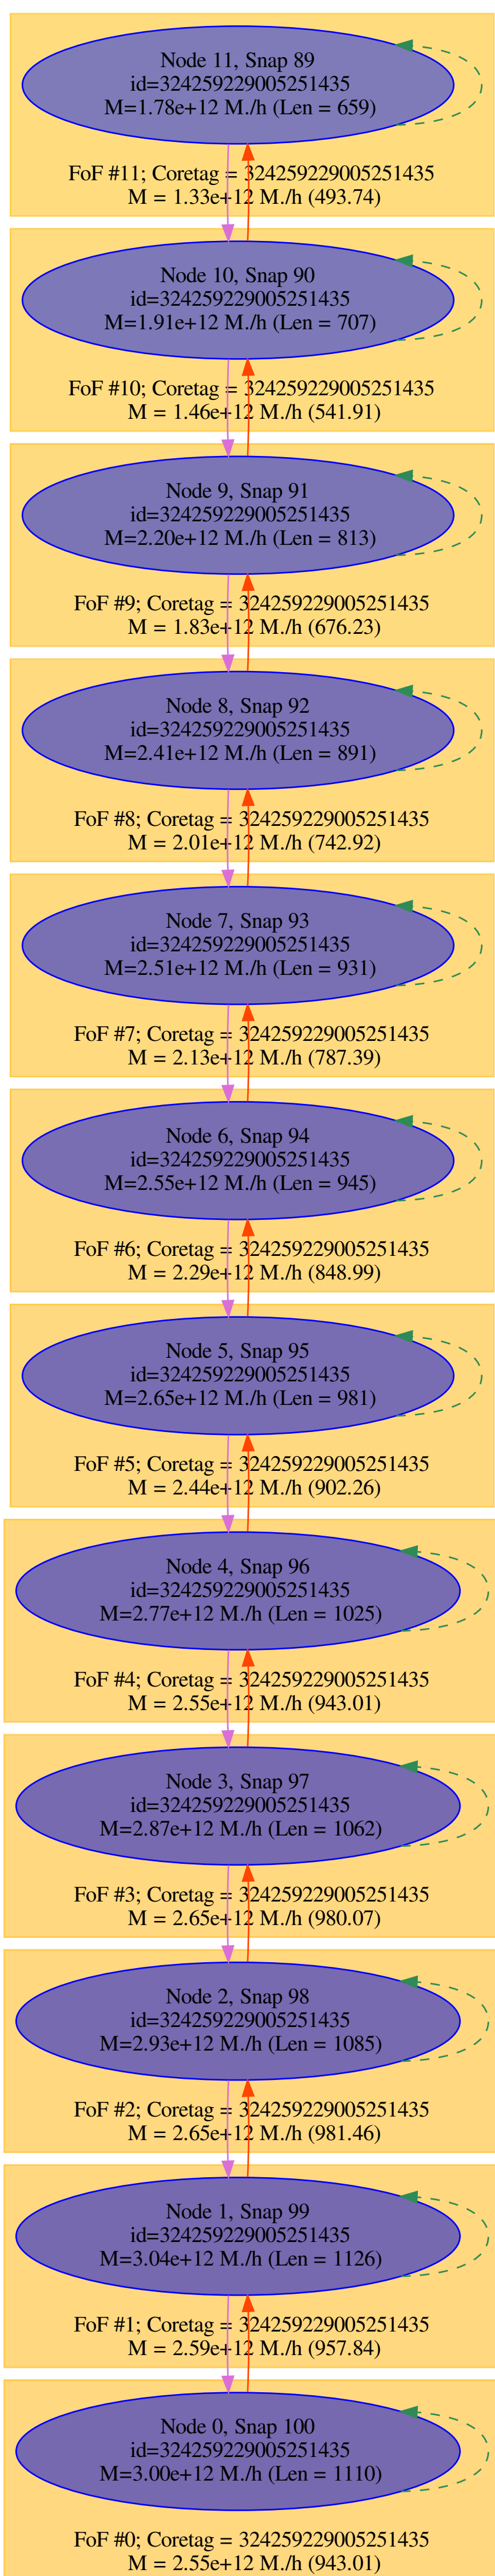 Node 11, Snap 89
id=324259229005251435
M=1.78e+12 M./h (Len = 659)
FoF #11; Coretag = 324259229005251435
M = 1.33e+12 M./h (493.74)
Node 10, Snap 90
id=324259229005251435
M=1.91e+12 M./h (Len = 707)
FoF #10; Coretag = 324259229005251435
M = 1.46e+12 M./h (541.91)
Node 9, Snap 91
id=324259229005251435
M=2.20e+12 M./h (Len = 813)
FoF #9; Coretag = 324259229005251435
M = 1.83e+12 M./h (676.23)
Node 8, Snap 92
id=324259229005251435
M=2.41e+12 M./h (Len = 891)
FoF #8; Coretag = 324259229005251435
M = 2.01e+12 M./h (742.92)
Node 7, Snap 93
id=324259229005251435
M=2.51e+12 M./h (Len = 931)
FoF #7; Coretag = 324259229005251435
M = 2.13e+12 M./h (787.39)
Node 6, Snap 94
id=324259229005251435
M=2.55e+12 M./h (Len = 945)
FoF #6; Coretag = 324259229005251435
M = 2.29e+12 M./h (848.99)
Node 5, Snap 95
id=324259229005251435
M=2.65e+12 M./h (Len = 981)
FoF #5; Coretag = 324259229005251435
M = 2.44e+12 M./h (902.26)
Node 4, Snap 96
id=324259229005251435
M=2.77e+12 M./h (Len = 1025)
FoF #4; Coretag = 324259229005251435
M = 2.55e+12 M./h (943.01)
Node 3, Snap 97
id=324259229005251435
M=2.87e+12 M./h (Len = 1062)
FoF #3; Coretag = 324259229005251435
M = 2.65e+12 M./h (980.07)
Node 2, Snap 98
id=324259229005251435
M=2.93e+12 M./h (Len = 1085)
FoF #2; Coretag = 324259229005251435
M = 2.65e+12 M./h (981.46)
Node 1, Snap 99
id=324259229005251435
M=3.04e+12 M./h (Len = 1126)
FoF #1; Coretag = 324259229005251435
M = 2.59e+12 M./h (957.84)
Node 0, Snap 100
id=324259229005251435
M=3.00e+12 M./h (Len = 1110)
FoF #0; Coretag = 324259229005251435
M = 2.55e+12 M./h (943.01)